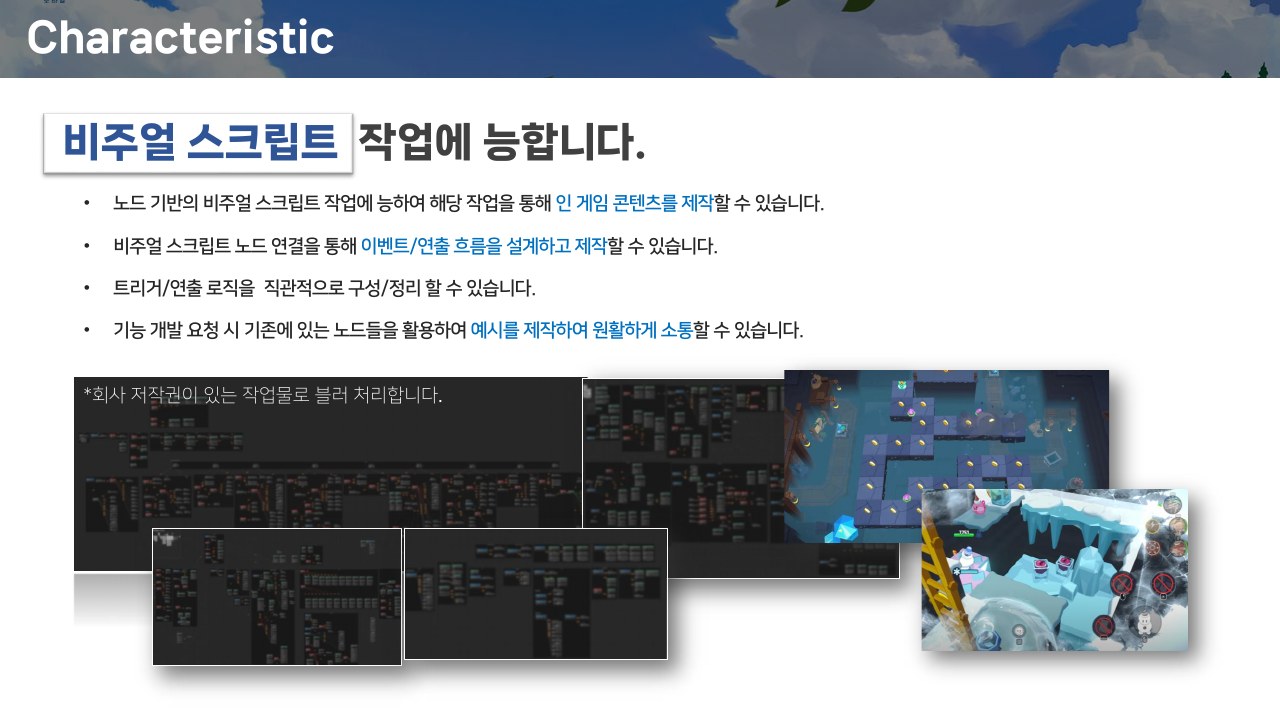 Characteristic
비주얼 스크립트 작업에 능합니다.
• 노드 기반의 비주얼 스크립트 작업에 능하여 해당 작업을 통해 인 게임 콘텐츠를 제작할 수 있습니다.
• 비주얼 스크립트 노드 연결을 통해 이벤트/연출 흐름을 설계하고 제작할 수 있습니다.
• 트리거/연출 로직을  직관적으로 구성/정리 할 수 있습니다.
• 기능 개발 요청 시 기존에 있는 노드들을 활용하여 예시를 제작하여 원활하게 소통할 수 있습니다.
*회사 저작권이 있는 작업물로 블러 처리합니다.